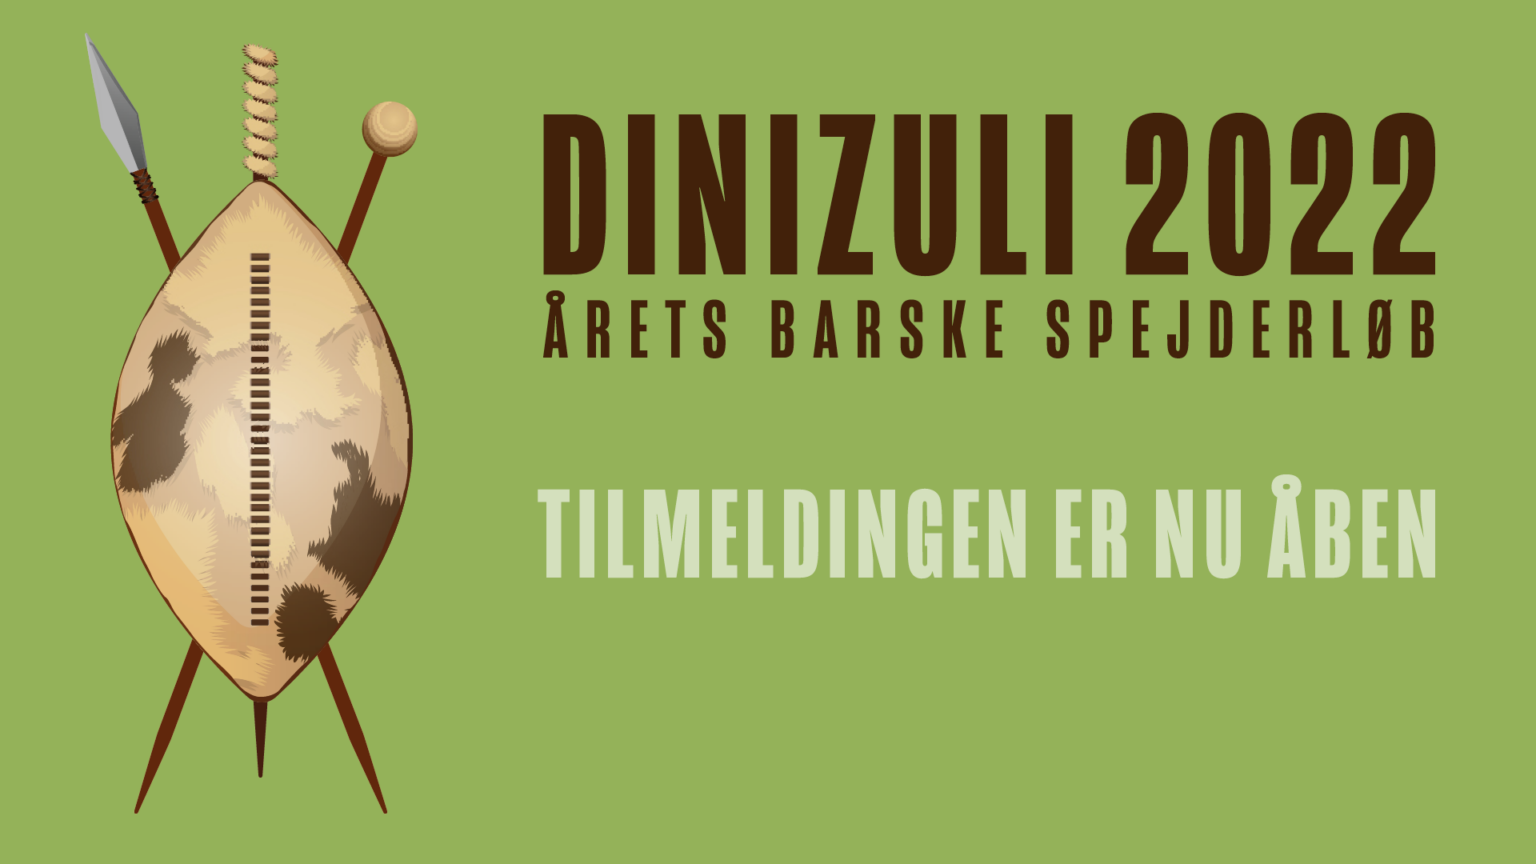 DINIZULI 2022
ÅRETS BARSKE SPEJDERLØB
TILMELDINGEN ER NU ÅBEN